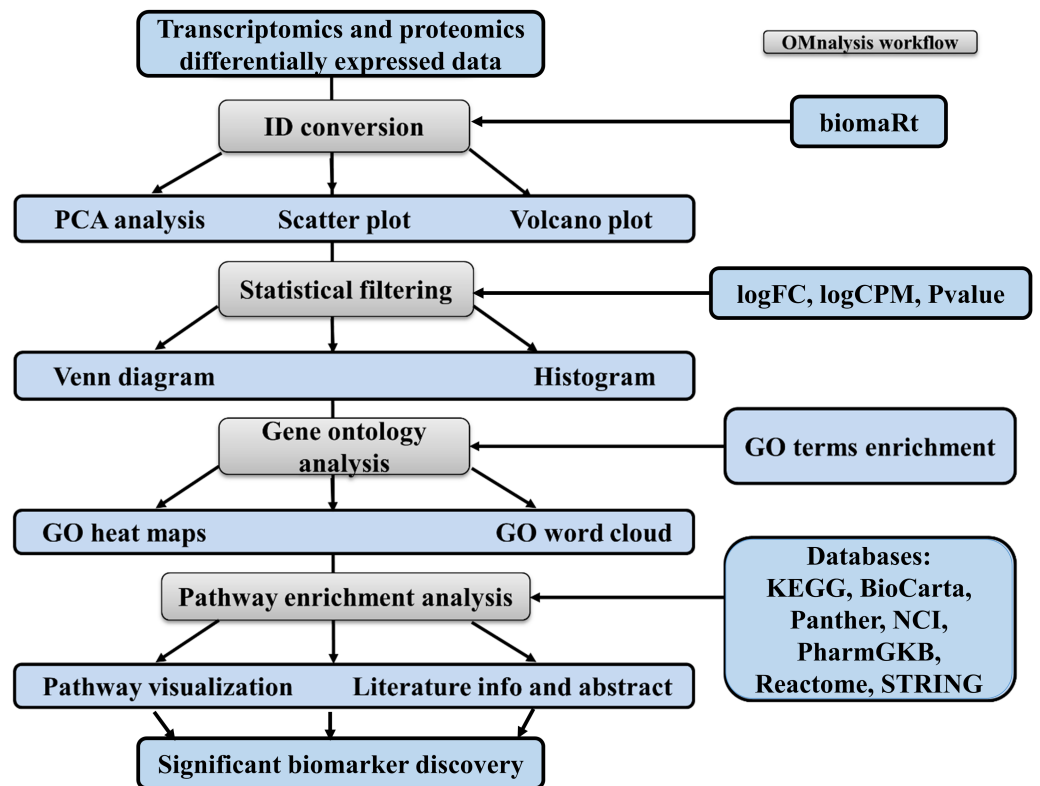 Transcriptomics and proteomics
differentially expressed data
OMnalysis workflow
ID conversion
biomaRt
PCA analysis Scatter plot Volcano plot
Statistical filtering
logFC, logCPM, Pvalue
Venn diagram Histogram
Gene ontology
analysis
GO terms enrichment
GO heat maps GO word cloud
Pathway enrichment analysis
Databases:
KEGG, BioCarta,
Panther, NCI,
PharmGKB,
Reactome, STRING
Pathway visualization Literature info and abstract
Significant biomarker discovery